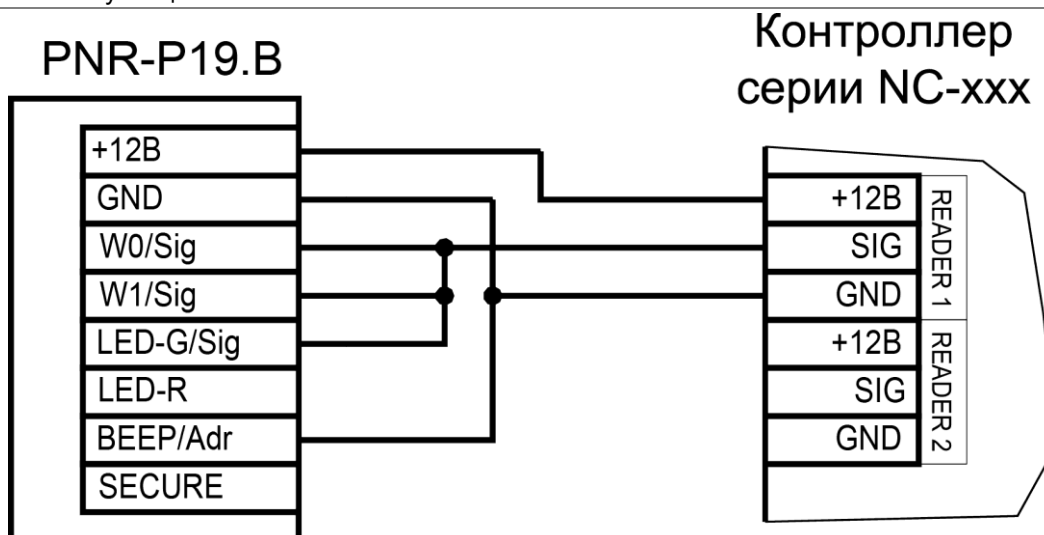 PNR-P19.B
Контроллер
серии NC-xxx
+12В
GND
W0/Sig
W1/Sig
LED-G/Sig
LED-R
BEEP/Adr
SECURE
+12В
SIG
GND
READER 1
+12В
SIG
GND
READER 2